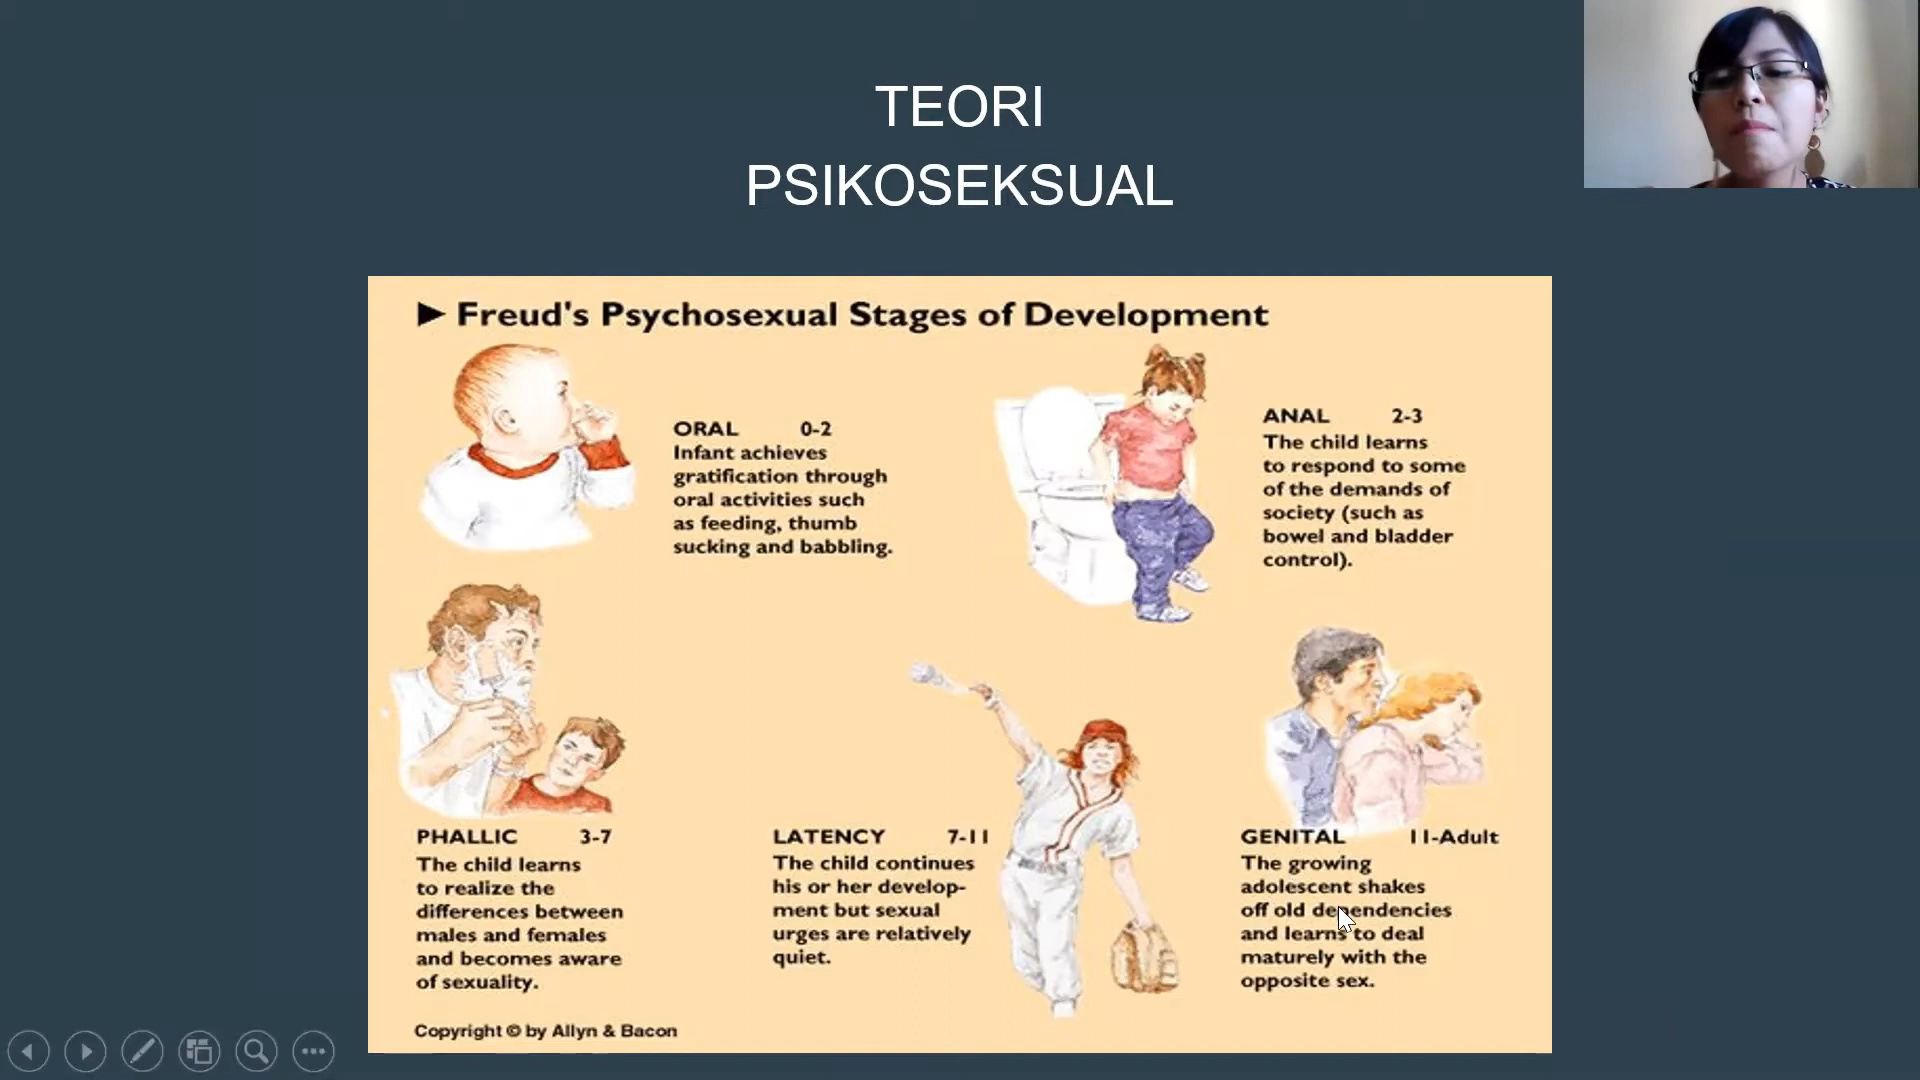 TEORI
PSIKOSEKSUAL
Freud's Psychosexual Stages of Development
ORAL 0-2
Infant achieves
gratification through
oral activities such
as feeding, thumb
sucking and babbling.
ANAL 2-3
The child learns
to respond to some
of the demands of
society (such as
bowel and bladder
control).
PHALLIC 3-7
The child learns
to realize the
differences between
males and females
and becomes aware
of sexuality.
LATENCY 7-11
The child continues
his or her develop-
ment but sexual
urges are relatively
quiet.
GENITAL 11-Adult
The growing
adolescent shakes
off old dependencies
and learns to deal
maturely with the
opposite sex.
Copyright © by Allyn & Bacon